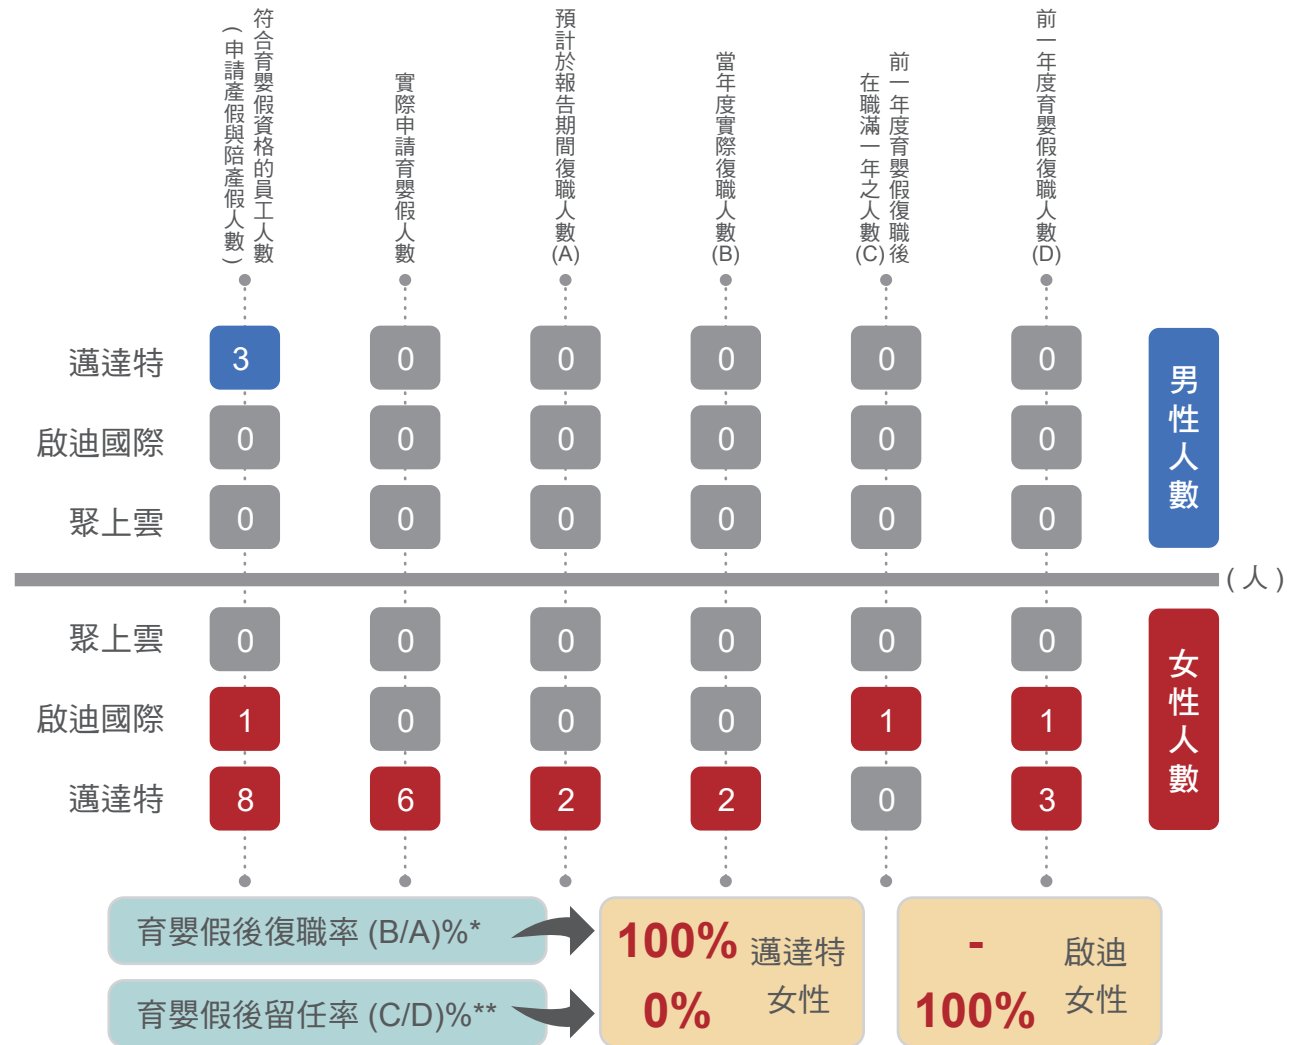 符合育嬰假資格的員工人數
(申請產假與陪產假人數)
實際申請育嬰假人數
預計於報告期間復職人數(A)
當年度實際復職人數(B)
前一年度育嬰假復職後
在職滿一年之人數(C)
前一年度育嬰假復職人數(D)
邁達特 3 0 0 0 0 0
啟迪國際 0 0 0 0 0 0
聚上雲 0 0 0 0 0 0
男性人數
(人)
聚上雲 0 0 0 0 0 0
啟迪國際 1 0 0 0 1 1
邁達特 8 6 2 2 0 3
女性人數
育嬰假後復職率 (B/A)%*
育嬰假後留任率 (C/D)%**
100% 邁達特
0% 女性
- 啟迪
100% 女性